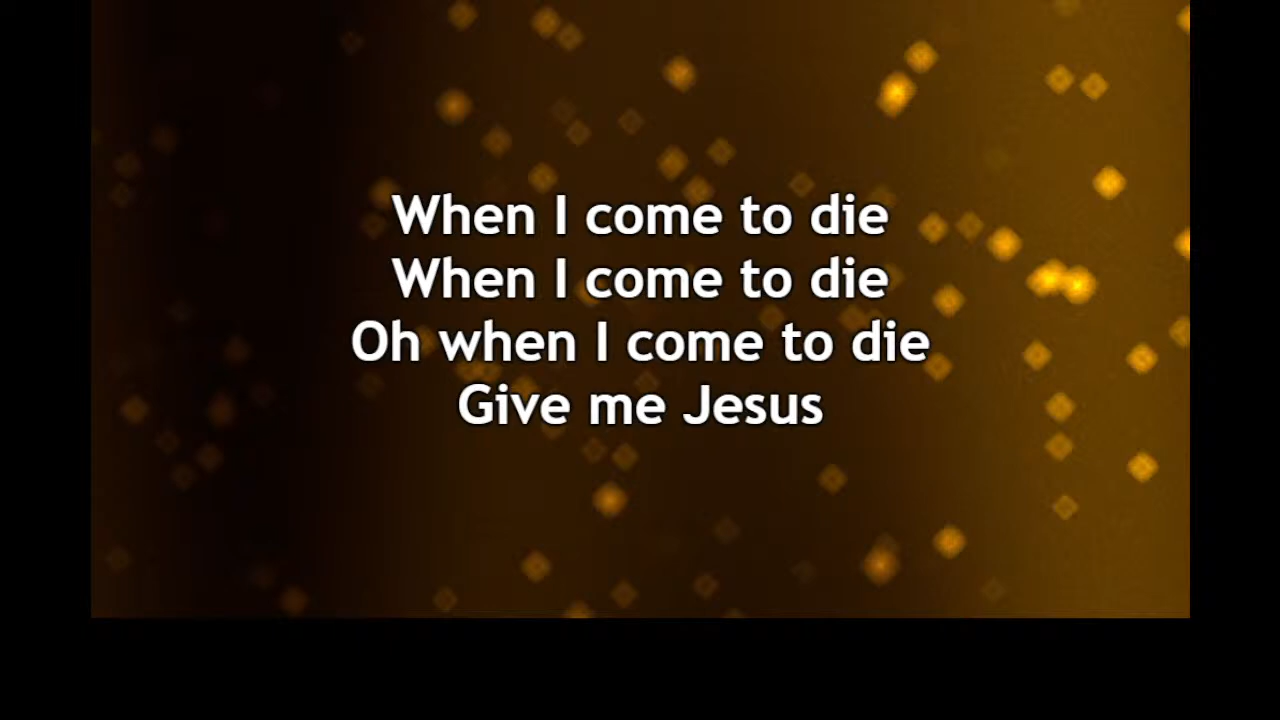 When I come to die
When I come to die
Oh when I come to die
Give me Jesus